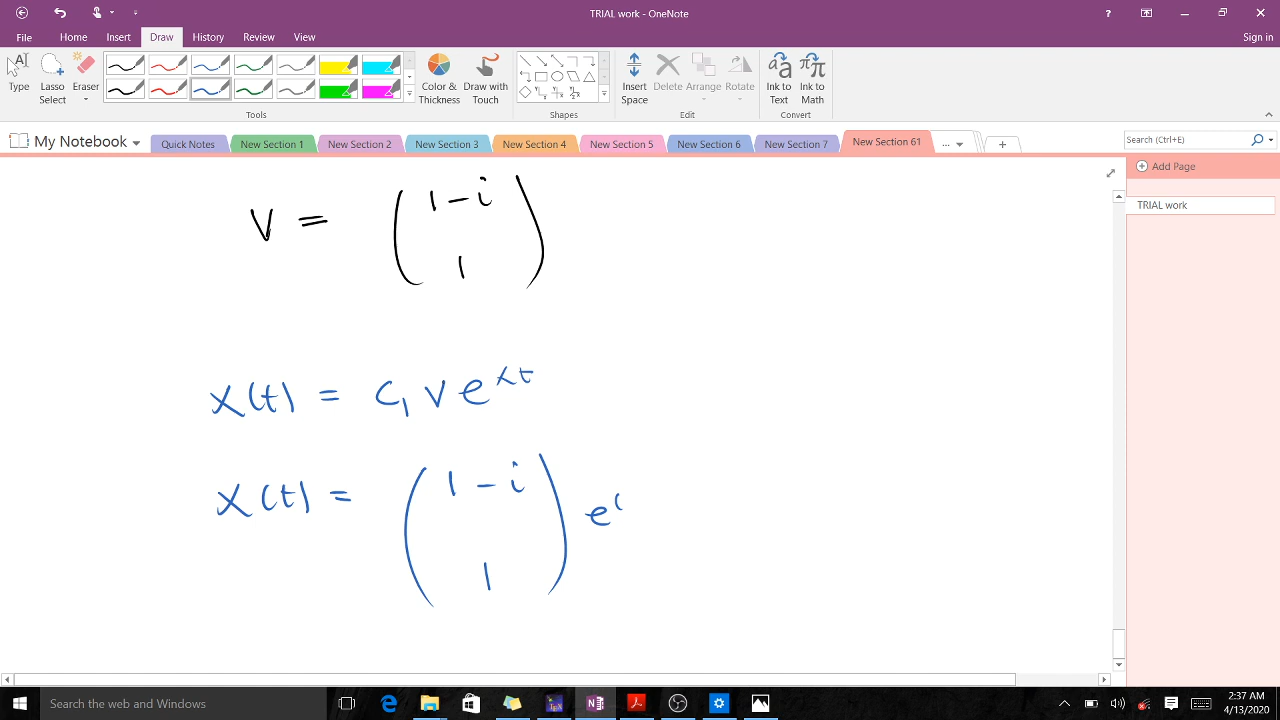 TRIAL work - OneNote
File Home Insert Draw History Review View Sign in
Type Lasso Select Eraser Color & Thickness Draw with Touch Insert Space Delete Arrange Rotate Ink to Text Ink to Math
Tools Shapes Edit Convert
My Notebook Quick Notes New Section 1 New Section 2 New Section 3 New Section 4 New Section 5 New Section 6 New Section 7 New Section 61 ... Search (Ctrl+E)
Add Page
TRIAL work
V = ( 1 - i
1 )
x(t) = c₁ v e^λt
x(t) = ( 1 - i
1 ) e^(
Search the web and Windows
2:37 AM
4/13/2020